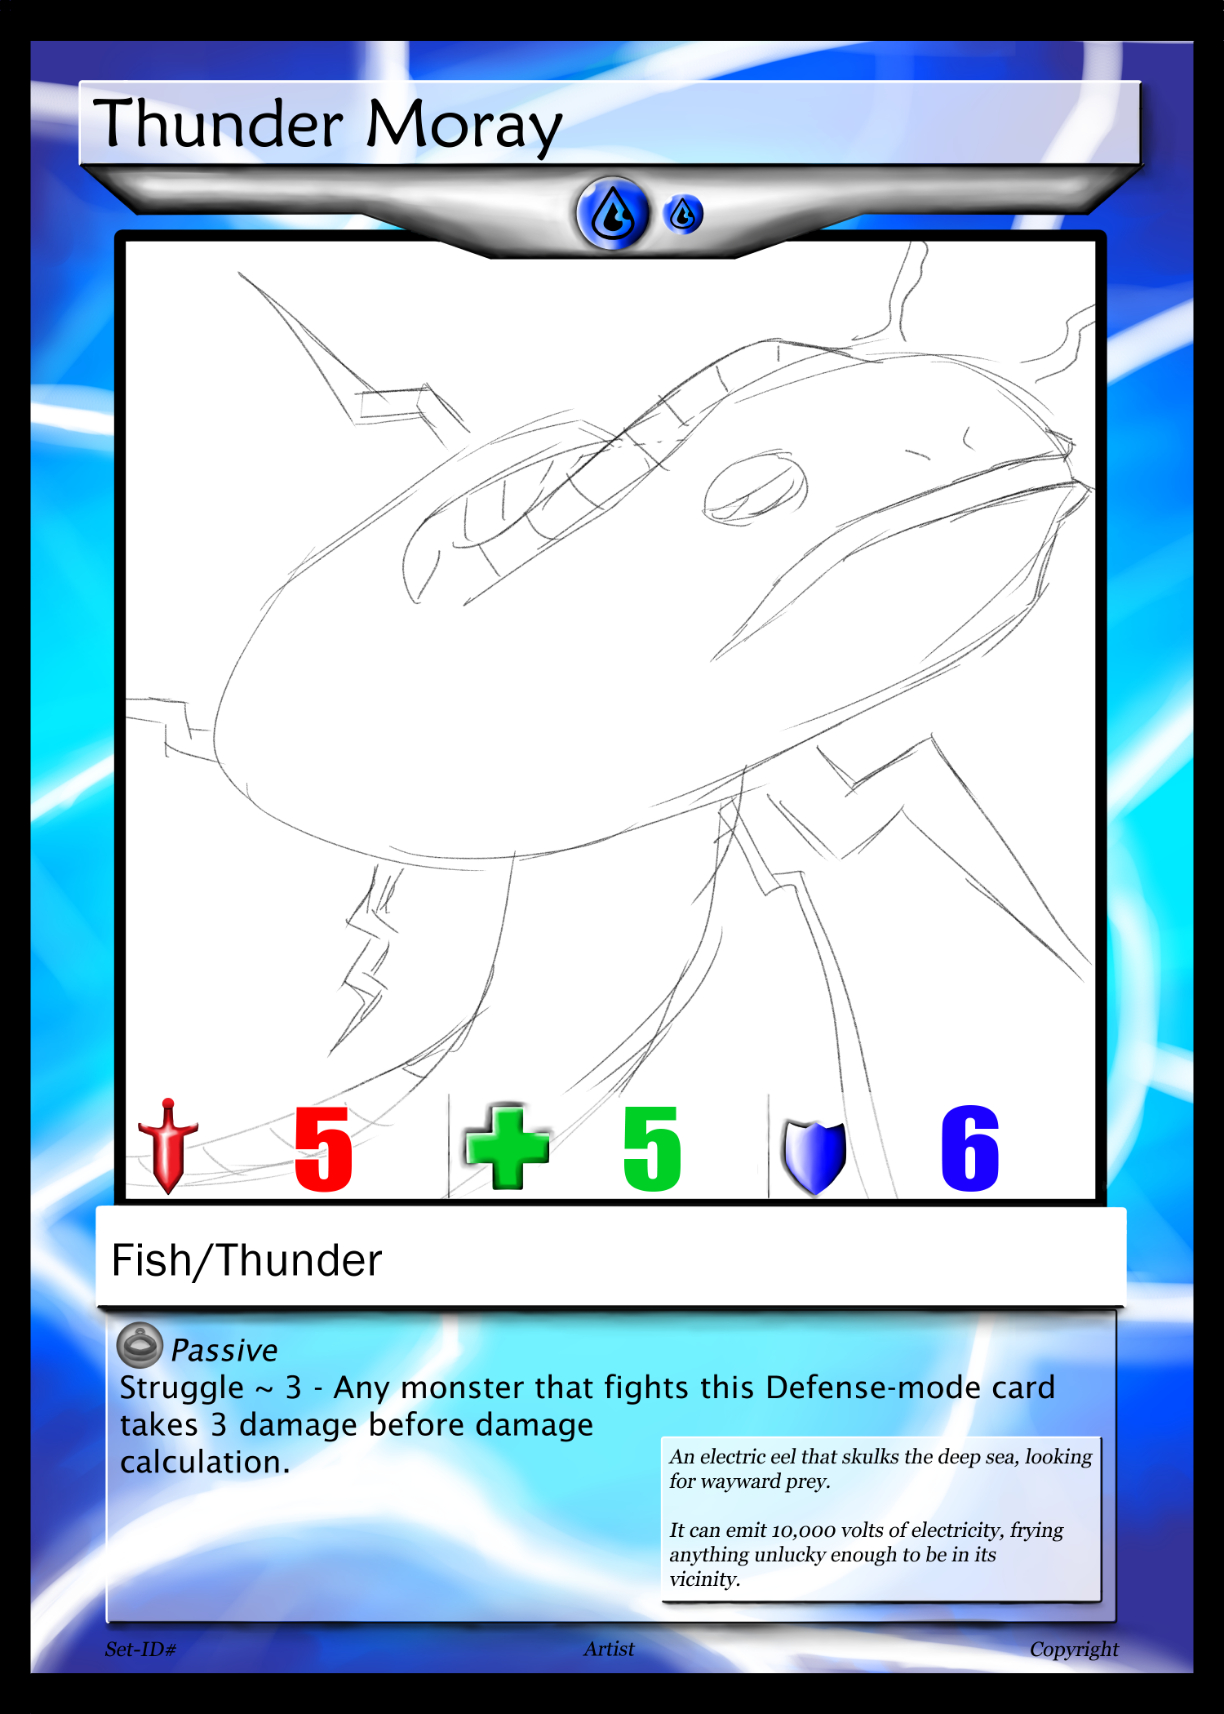 Thunder Moray
5 5 6
Fish/Thunder
Passive
Struggle ~ 3 - Any monster that fights this Defense-mode card
takes 3 damage before damage
calculation.
An electric eel that skulks the deep sea, looking
for wayward prey.
It can emit 10,000 volts of electricity, frying
anything unlucky enough to be in its
vicinity.
Set-ID# Artist Copyright